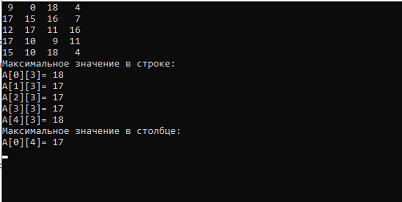 9 0 18 4
17 15 16 7
12 17 11 16
17 10 9 11
15 10 18 4
Максимальное значение в строке:
A[0][3]= 18
A[1][3]= 17
A[2][3]= 17
A[3][3]= 17
A[4][3]= 18
Максимальное значение в столбце:
A[0][4]= 17